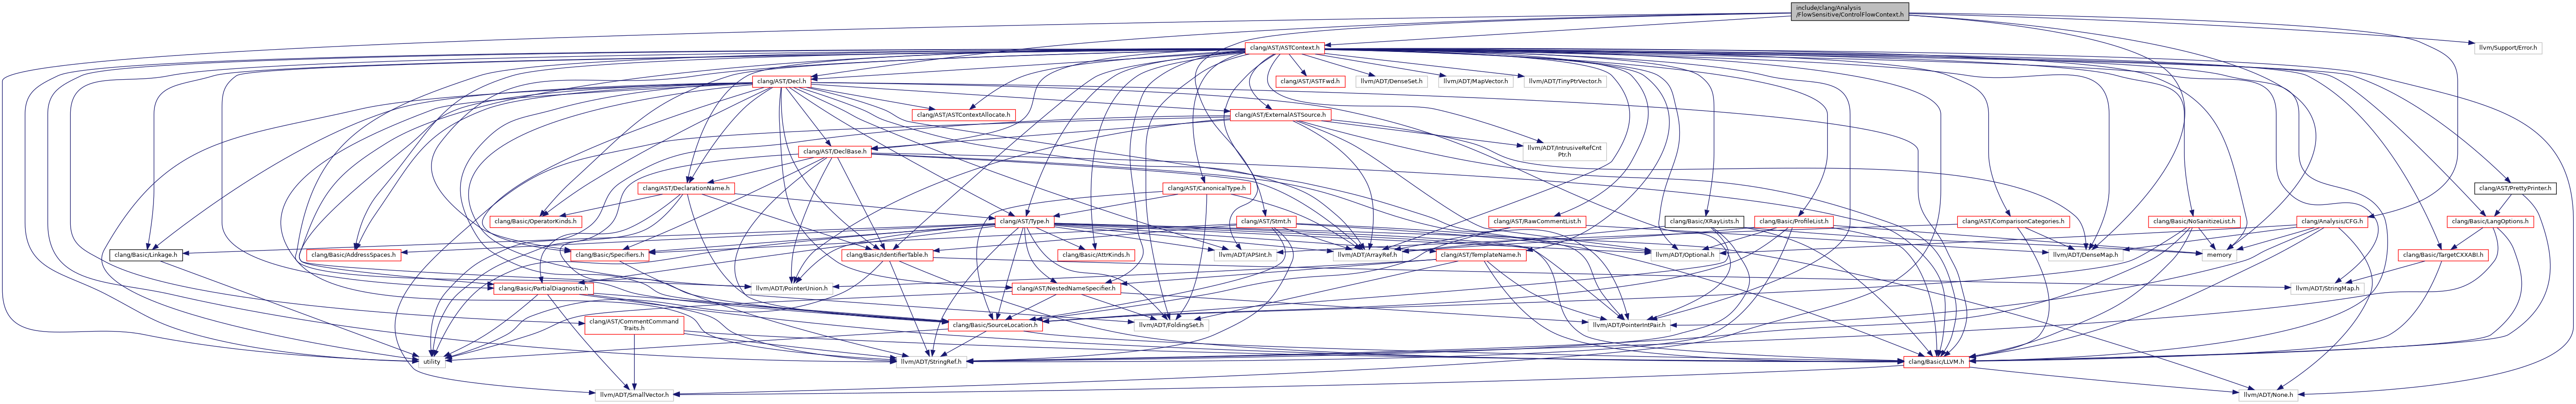 include/clang/Analysis
/FlowSensitive/ControlFlowContext.h
clang/AST/ASTContext.h
llvm/Support/Error.h
clang/AST/Decl.h
clang/AST/ASTFwd.h
llvm/ADT/DenseSet.h
llvm/ADT/MapVector.h
llvm/ADT/TinyPtrVector.h
clang/AST/ASTContextAllocate.h
clang/AST/ExternalASTSource.h
clang/AST/DeclBase.h
llvm/ADT/IntrusiveRefCnt
Ptr.h
clang/AST/DeclarationName.h
clang/AST/CanonicalType.h
clang/AST/PrettyPrinter.h
clang/Basic/OperatorKinds.h
clang/AST/Type.h
clang/AST/Stmt.h
clang/AST/RawCommentList.h
clang/Basic/XRayLists.h
clang/Basic/ProfileList.h
clang/AST/ComparisonCategories.h
clang/Basic/NoSanitizeList.h
clang/Analysis/CFG.h
clang/Basic/LangOptions.h
clang/Basic/Linkage.h
clang/Basic/AddressSpaces.h
clang/Basic/Specifiers.h
clang/Basic/IdentifierTable.h
clang/Basic/AttrKinds.h
llvm/ADT/APSInt.h
llvm/ADT/ArrayRef.h
clang/AST/TemplateName.h
llvm/ADT/Optional.h
llvm/ADT/DenseMap.h
memory
clang/Basic/TargetCXXABI.h
clang/Basic/PartialDiagnostic.h
llvm/ADT/PointerUnion.h
clang/AST/NestedNameSpecifier.h
llvm/ADT/StringMap.h
clang/AST/CommentCommand
Traits.h
clang/Basic/SourceLocation.h
llvm/ADT/FoldingSet.h
llvm/ADT/PointerIntPair.h
utility
llvm/ADT/StringRef.h
clang/Basic/LLVM.h
llvm/ADT/SmallVector.h
llvm/ADT/None.h